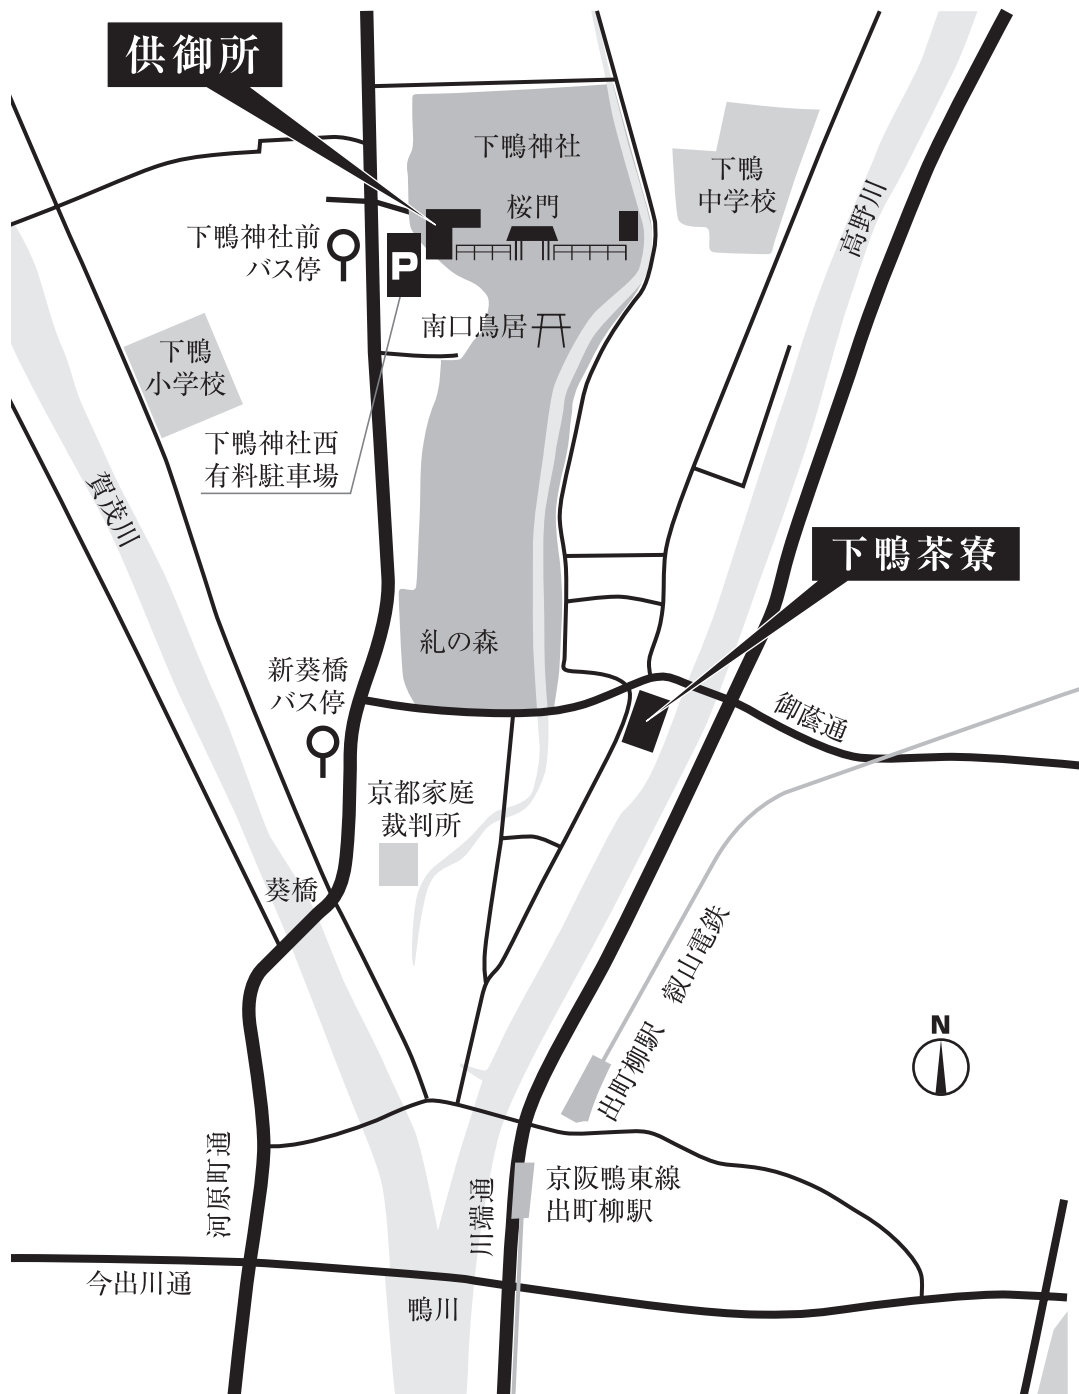 供御所
下鴨神社
下鴨
中学校
高野川
桜門
下鴨神社前
バス停
P
南口鳥居
下鴨
小学校
下鴨神社西
有料駐車場
賀茂川
下鴨茶寮
糺の森
新葵橋
バス停
御蔭通
京都家庭
裁判所
葵橋
叡山電鉄
出町柳駅
N
河原町通
川端通
京阪鴨東線
出町柳駅
今出川通
鴨川